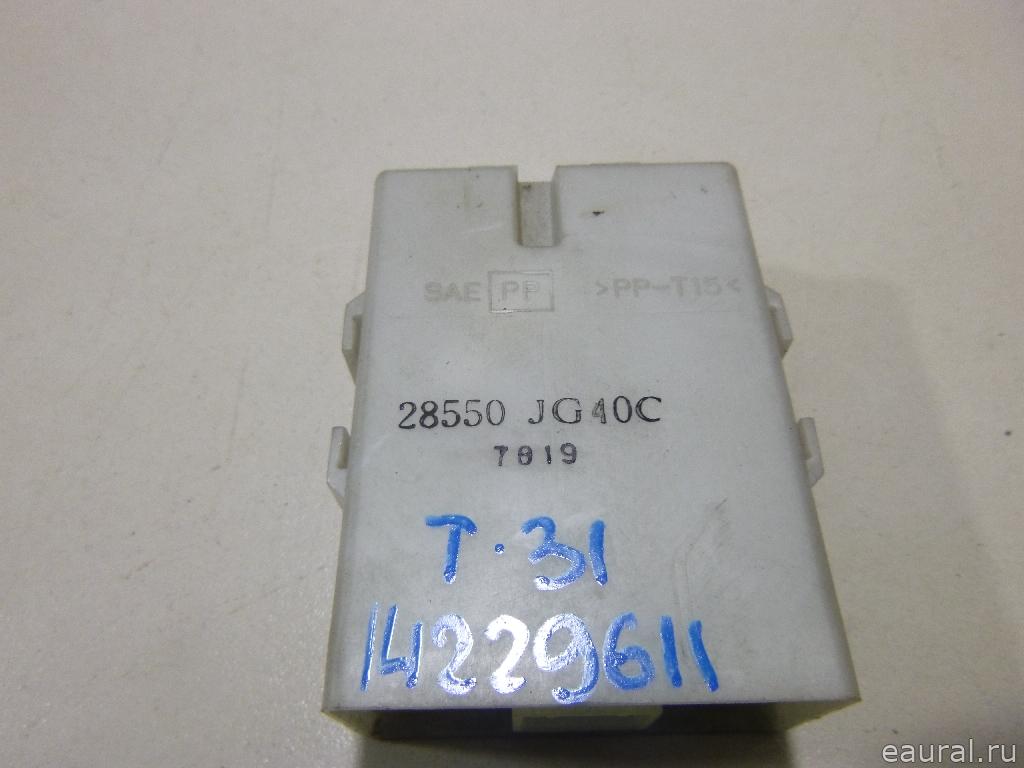 SAE PP >PP-T15<
28550 JG40C
7819
T·31
14229611
eaural.ru